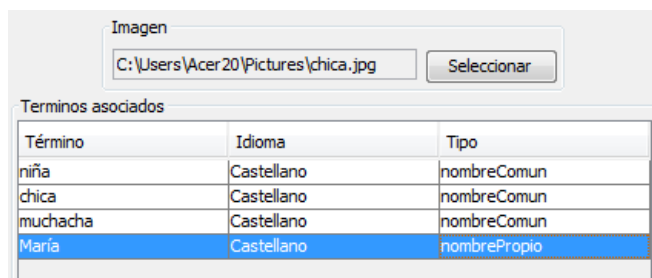 Imagen
C:\Users\Acer20\Pictures\chica.jpg Seleccionar
Terminos asociados
Término Idioma Tipo
niña Castellano nombreComun
chica Castellano nombreComun
muchacha Castellano nombreComun
María Castellano nombrePropio